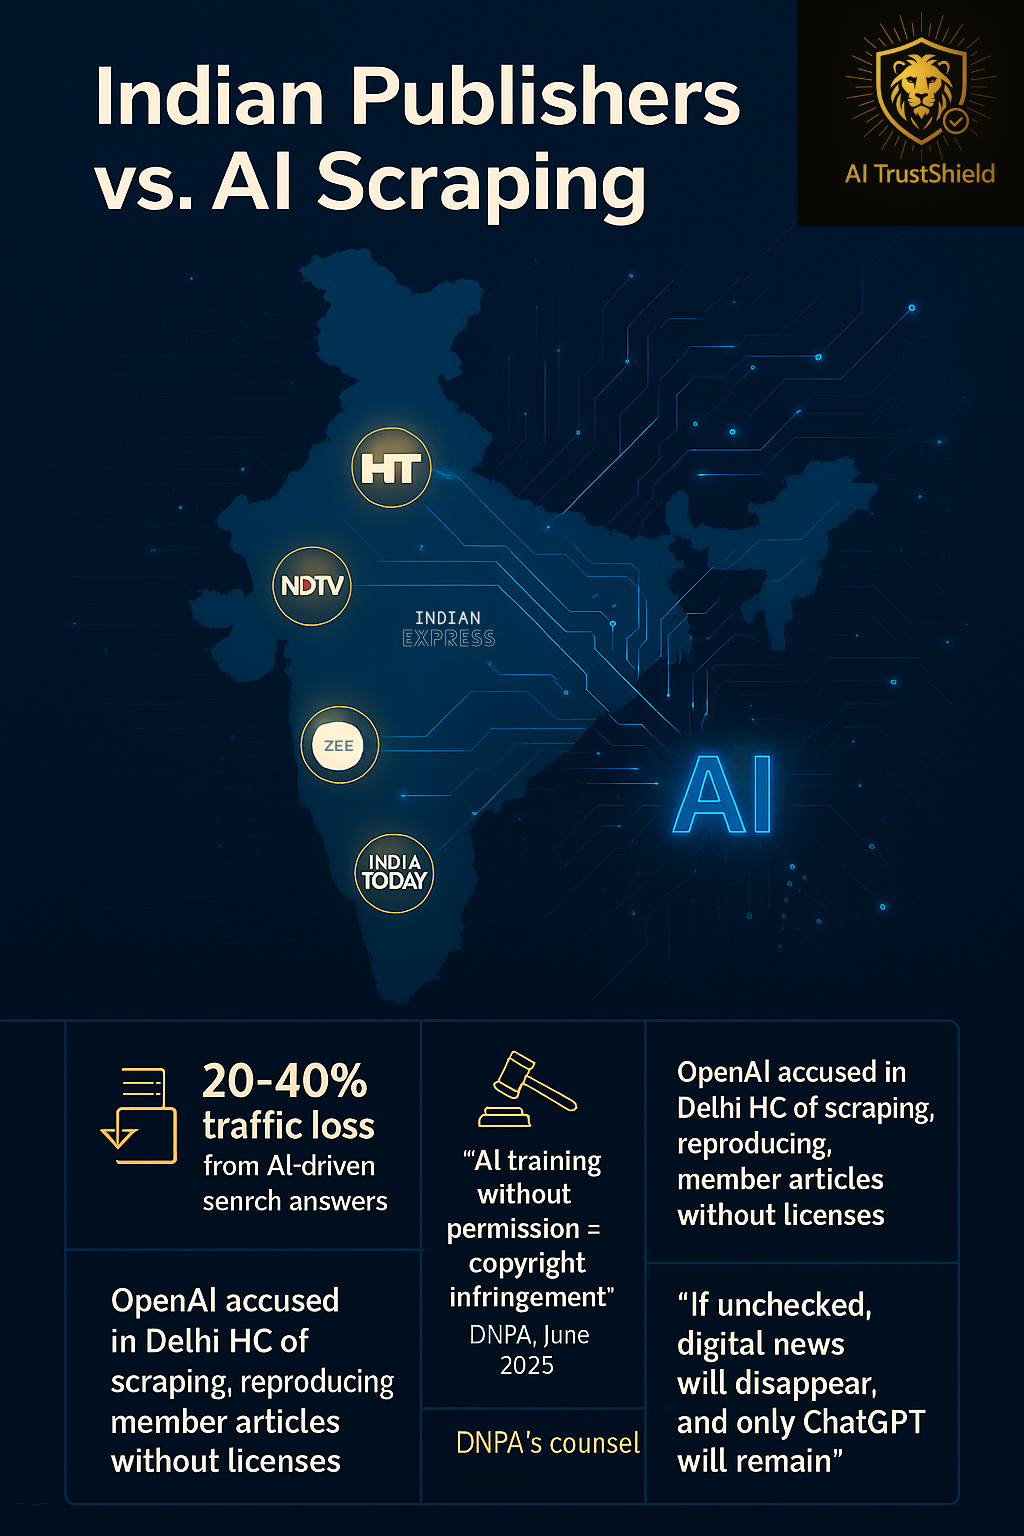 Indian Publishers
vs. AI Scraping
AI TrustShield
HT
NDTV
INDIAN
EXPRESS
ZEE
INDIA
TODAY
AI
20-40%
traffic loss
from AI-driven
senrch answers
OpenAI accused
in Delhi HC of
scraping, reproducing
member articles
without licenses
“‘AI training
without
permission =
copyright
infringement”
DNPA, June
2025
DNPA’s counsel
OpenAI accused in
Delhi HC of scraping,
reproducing,
member articles
without licenses
“If unchecked,
digital news
will disappear,
and only ChatGPT
will remain”